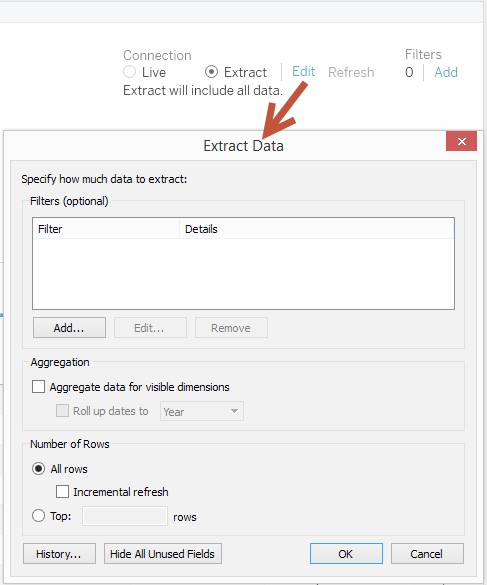 Connection Filters
Live Extract Edit Refresh 0 Add
Extract will include all data.
Extract Data
Specify how much data to extract:
Filters (optional)
Filter Details
Add... Edit... Remove
Aggregation
Aggregate data for visible dimensions
Roll up dates to Year
Number of Rows
All rows
Incremental refresh
Top: rows
History... Hide All Unused Fields OK Cancel